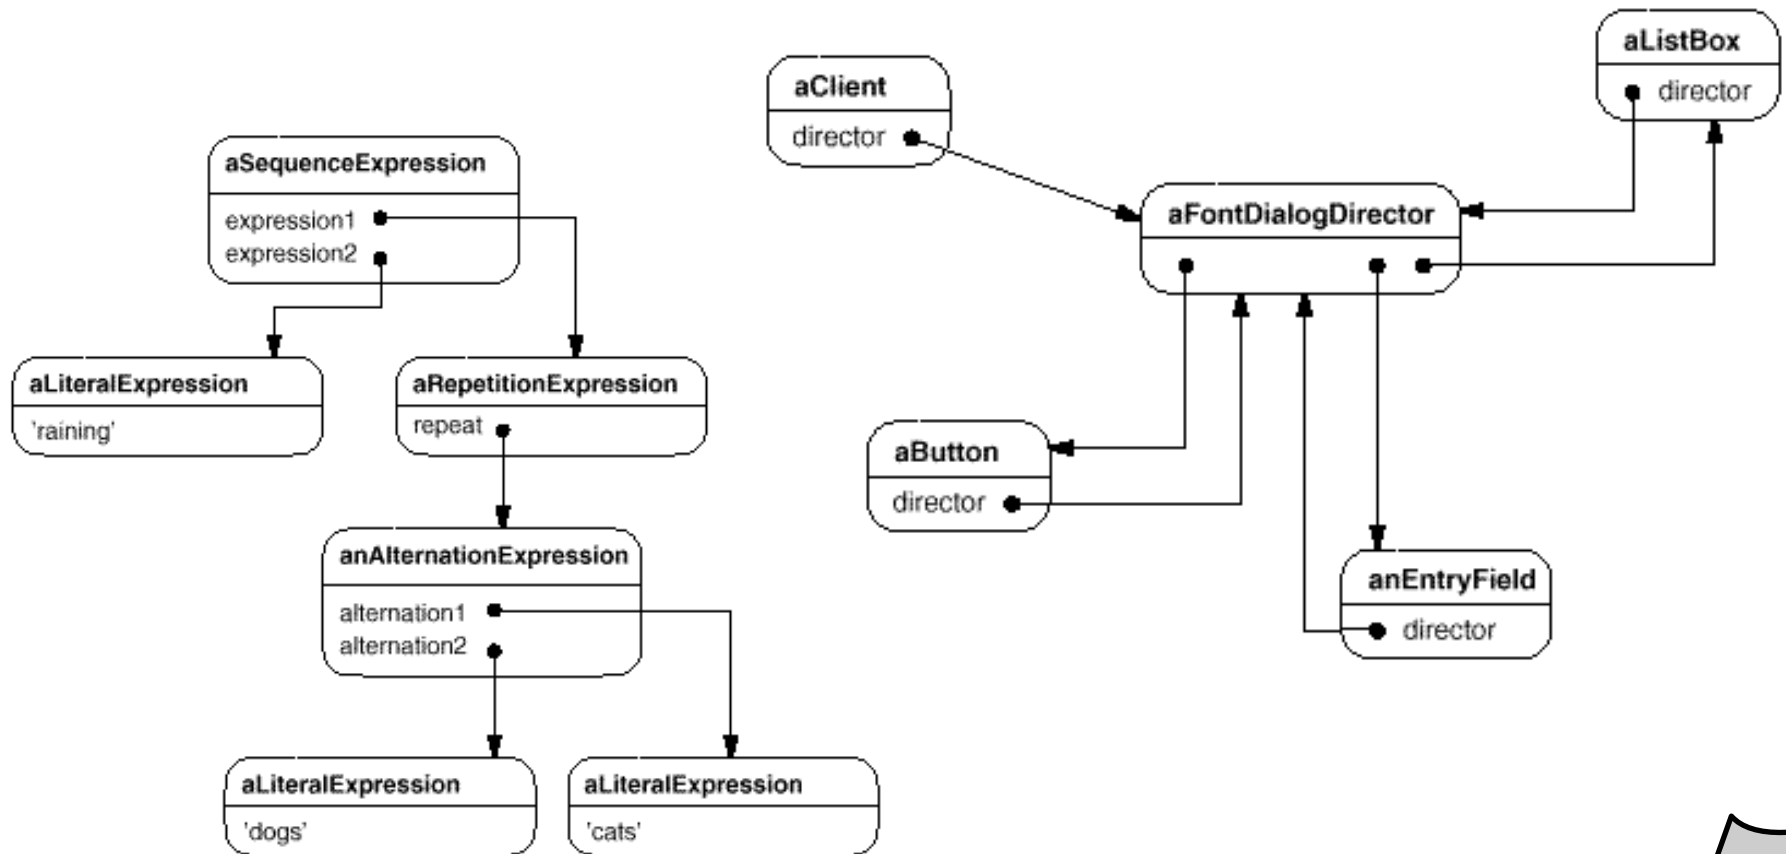 aSequenceExpression
expression1
expression2
aLiteralExpression
'raining'
aRepetitionExpression
repeat
anAlternationExpression
alternation1
alternation2
aLiteralExpression
'dogs'
aLiteralExpression
'cats'
aClient
director
aListBox
director
aFontDialogDirector
aButton
director
anEntryField
director